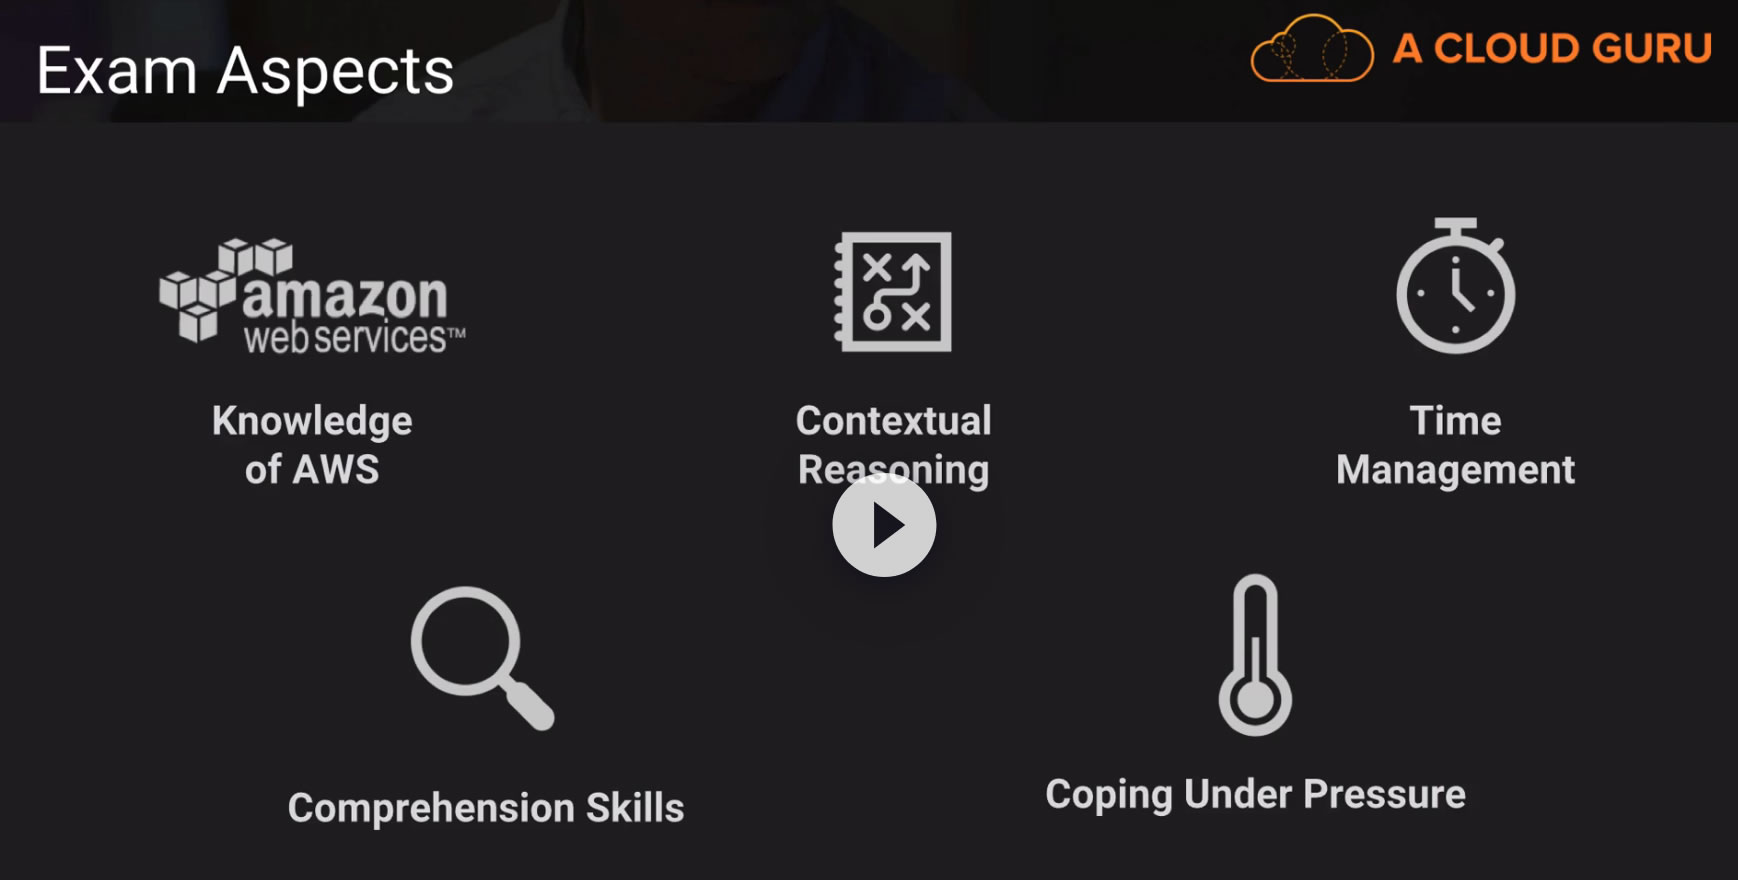 Exam Aspects
A CLOUD GURU
amazon
web services™
Knowledge
of AWS
Contextual
Reasoning
Time
Management
Comprehension Skills
Coping Under Pressure